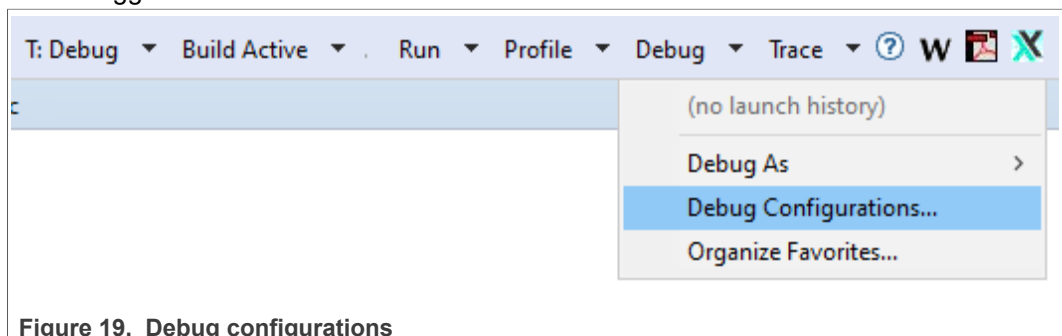 T: Debug Build Active . Run Profile Debug Trace ? W
c
(no launch history)
Debug As >
Debug Configurations...
Organize Favorites...
Figure 19. Debug configurations